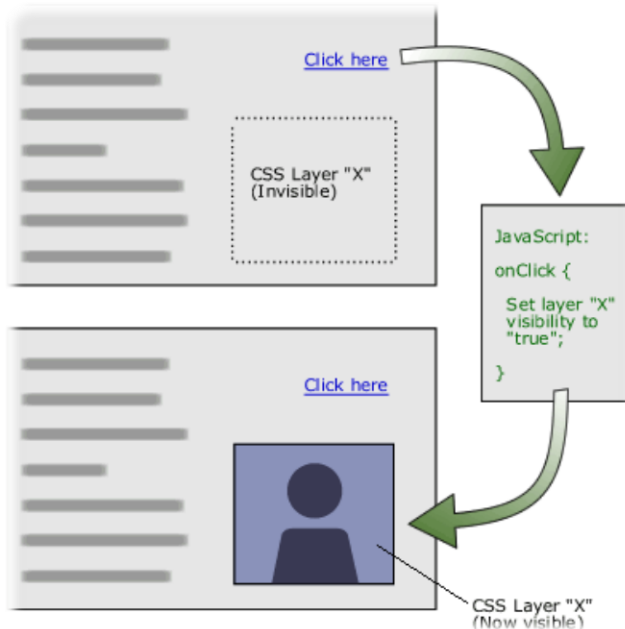 Click here
CSS Layer "X"
(Invisible)
JavaScript:
onClick {
Set layer "X"
visibility to
"true";
}
Click here
CSS Layer "X"
(Now visible)